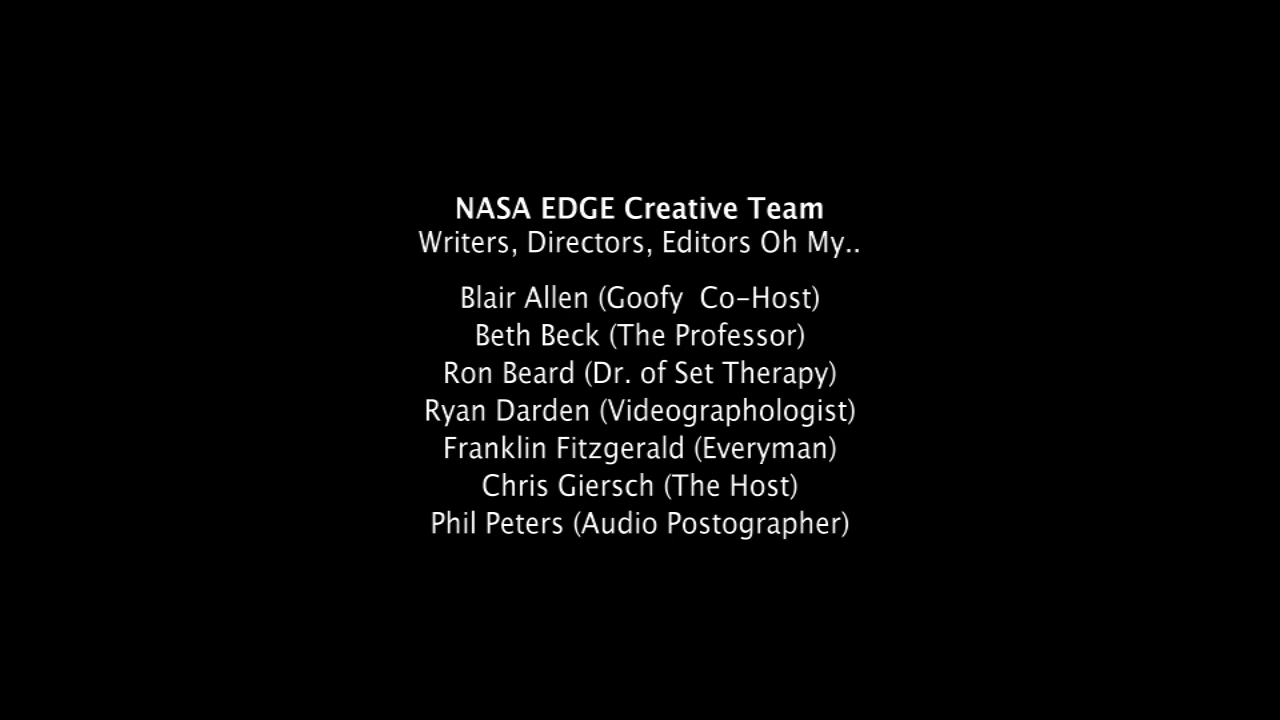 NASA EDGE Creative Team
Writers, Directors, Editors Oh My..
Blair Allen (Goofy  Co-Host)
Beth Beck (The Professor)
Ron Beard (Dr. of Set Therapy)
Ryan Darden (Videographologist)
Franklin Fitzgerald (Everyman)
Chris Giersch (The Host)
Phil Peters (Audio Postographer)